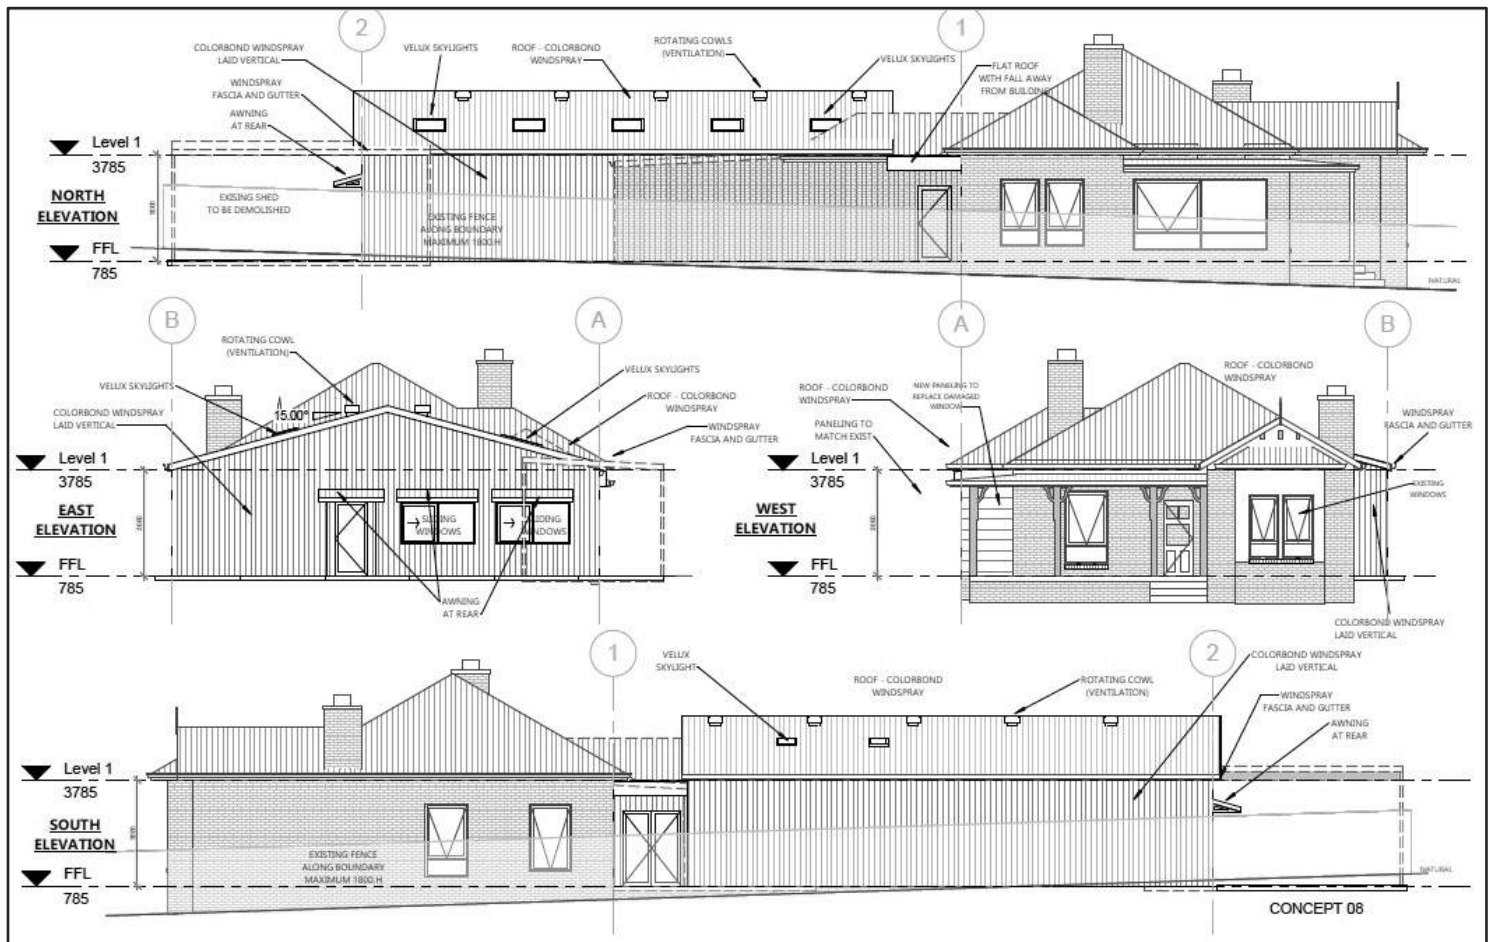 2
1
COLORBOND WINDSPRAY
LAID VERTICAL
VELUX SKYLIGHTS
ROOF - COLORBOND
WINDSPRAY
ROTATING COWLS
(VENTILATION)
VELUX SKYLIGHTS
FLAT ROOF
WITH FALL AWAY
FROM BUILDING
WINDSPRAY
FASCIA AND GUTTER
AWNING
AT REAR
Level 1
3785
NORTH
ELEVATION
EXISING SHED
TO BE DEMOLISHED
EXISTING FENCE
ALONG BOUNDARY
MAXIMUM 1800.H
FFL
785
NATURAL
B
A
ROTATING COWL
(VENTILATION)
VELUX SKYLIGHTS
VELUX SKYLIGHTS
15.00°
COLORBOND WINDSPRAY
LAID VERTICAL
ROOF - COLORBOND
WINDSPRAY
WINDSPRAY
FASCIA AND GUTTER
Level 1
3785
EAST
ELEVATION
SLIDING
WINDOWS
SLIDING
WINDOWS
FFL
785
AWNING
AT REAR
A
B
ROOF - COLORBOND
WINDSPRAY
NEW PANELING TO
REPLACE DAMAGED
WINDOW
ROOF - COLORBOND
WINDSPRAY
PANELING TO
MATCH EXIST
WINDSPRAY
FASCIA AND GUTTER
Level 1
3785
WEST
ELEVATION
EXISTING
WINDOWS
FFL
785
COLORBOND WINDSPRAY
LAID VERTICAL
1
2
VELUX
SKYLIGHT
ROOF - COLORBOND
WINDSPRAY
ROTATING COWL
(VENTILATION)
COLORBOND WINDSPRAY
LAID VERTICAL
WINDSPRAY
FASCIA AND GUTTER
AWNING
AT REAR
Level 1
3785
SOUTH
ELEVATION
EXISTING FENCE
ALONG BOUNDARY
MAXIMUM 1800.H
FFL
785
NATURAL
CONCEPT 08